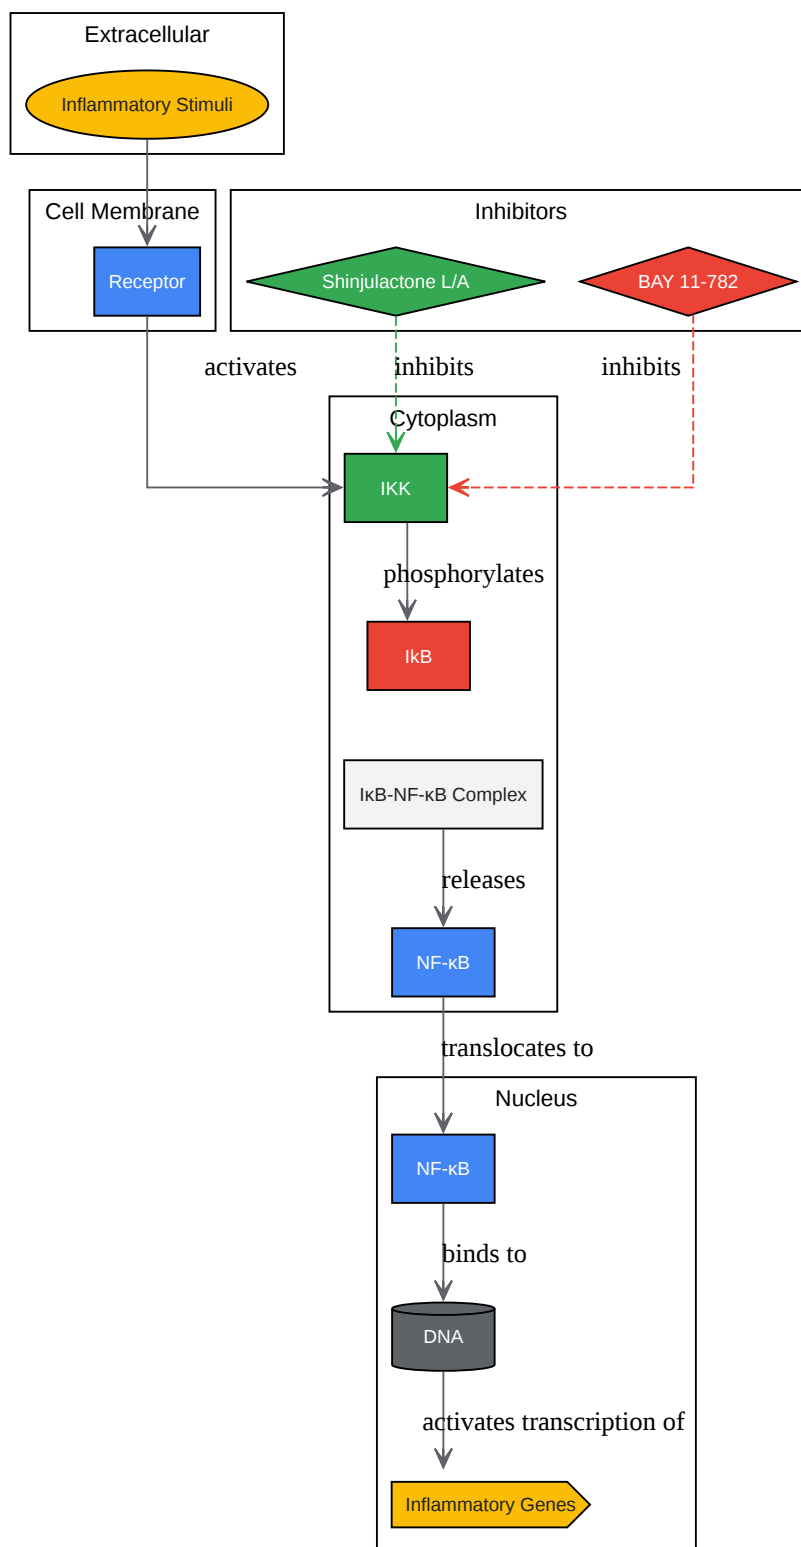 Extracellular
Inflammatory Stimuli
Cell Membrane
Inhibitors
Receptor
Shinjulactone L/A
BAY 11-782
activates
inhibits
inhibits
Cytoplasm
IKK
phosphorylates
IkB
IκB-NF-κB Complex
releases
NF-κB
translocates to
Nucleus
NF-κB
binds to
DNA
activates transcription of
Inflammatory Genes